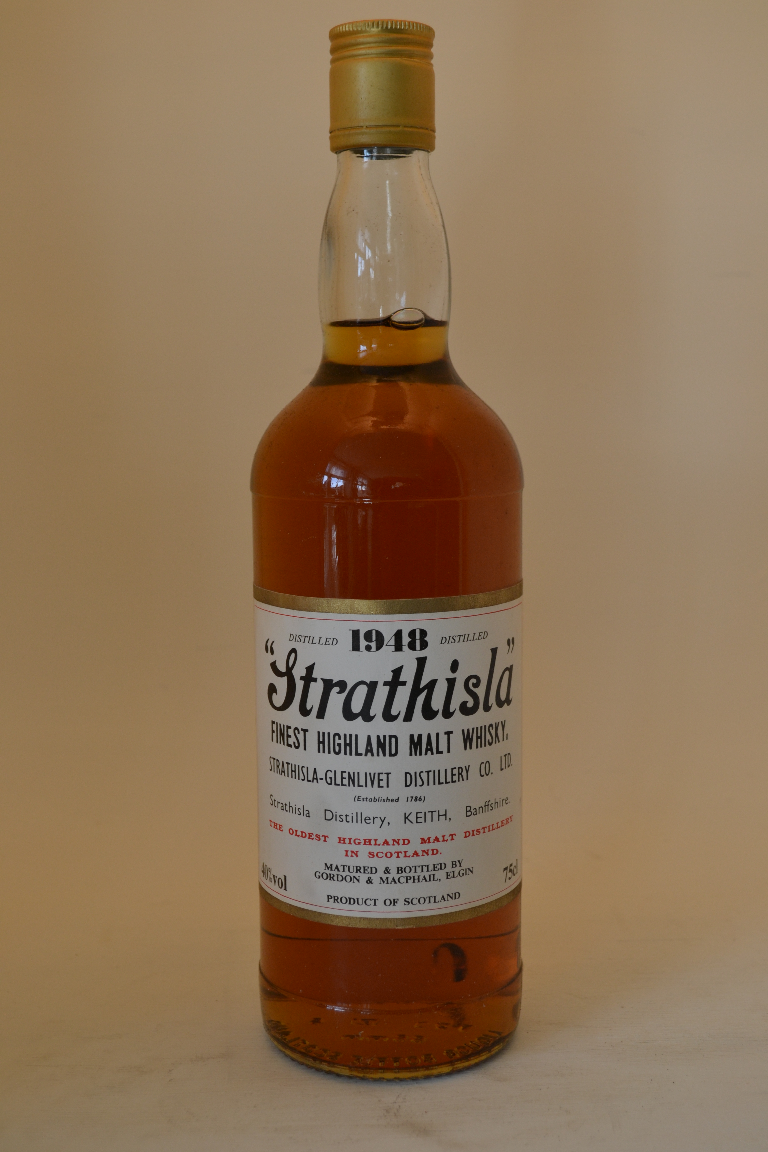 DISTILLED 1948 DISTILLED
"Strathisla"
FINEST HIGHLAND MALT WHISKY.
STRATHISLA-GLENLIVET DISTILLERY CO. LTD.
(Established 1786)
Strathisla Distillery, KEITH, Banffshire.
THE OLDEST HIGHLAND MALT DISTILLERY
IN SCOTLAND.
MATURED & BOTTLED BY
GORDON & MACPHAIL, ELGIN
40%vol 75cl
PRODUCT OF SCOTLAND